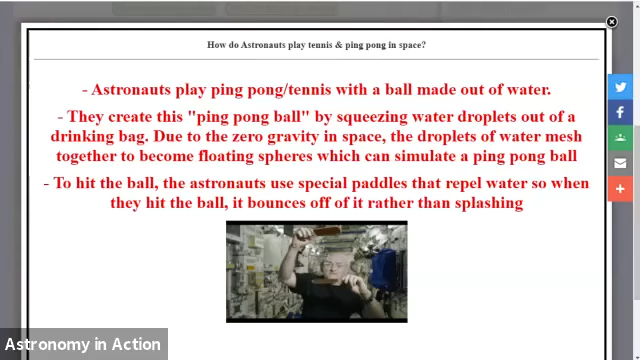 How do Astronauts play tennis & ping pong in space?
- Astronauts play ping pong/tennis with a ball made out of water.
- They create this "ping pong ball" by squeezing water droplets out of a
drinking bag. Due to the zero gravity in space, the droplets of water mesh
together to become floating spheres which can simulate a ping pong ball
- To hit the ball, the astronauts use special paddles that repel water so when
they hit the ball, it bounces off of it rather than splashing
Astronomy in Action